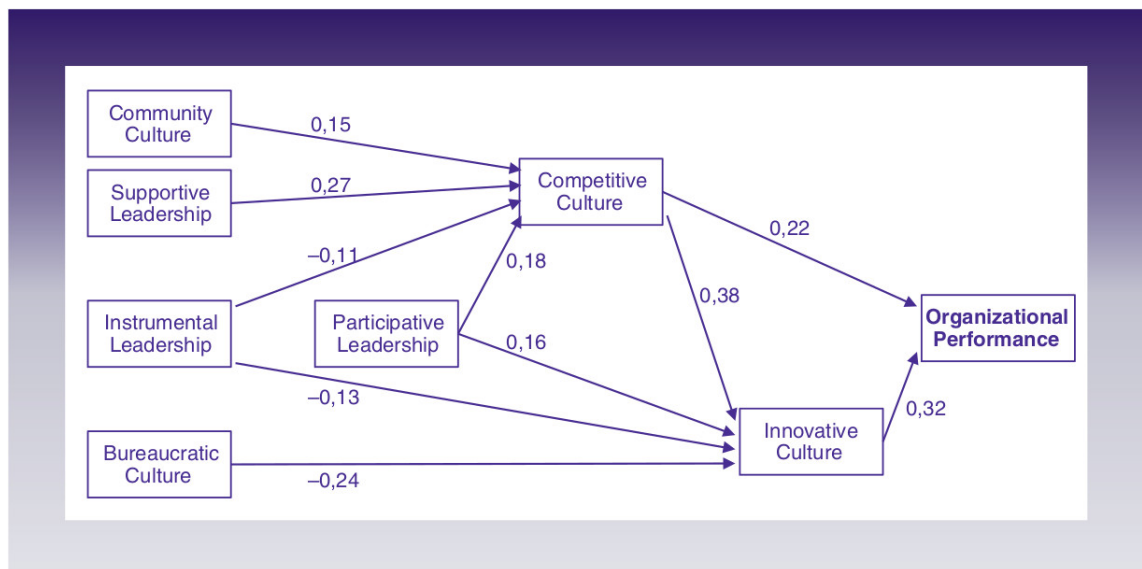 Community
Culture
0,15
Supportive
Leadership
0,27
Competitive
Culture
–0,11
0,18
0,22
0,38
Instrumental
Leadership
Participative
Leadership
0,16
Organizational
Performance
–0,13
0,32
Bureaucratic
Culture
–0,24
Innovative
Culture